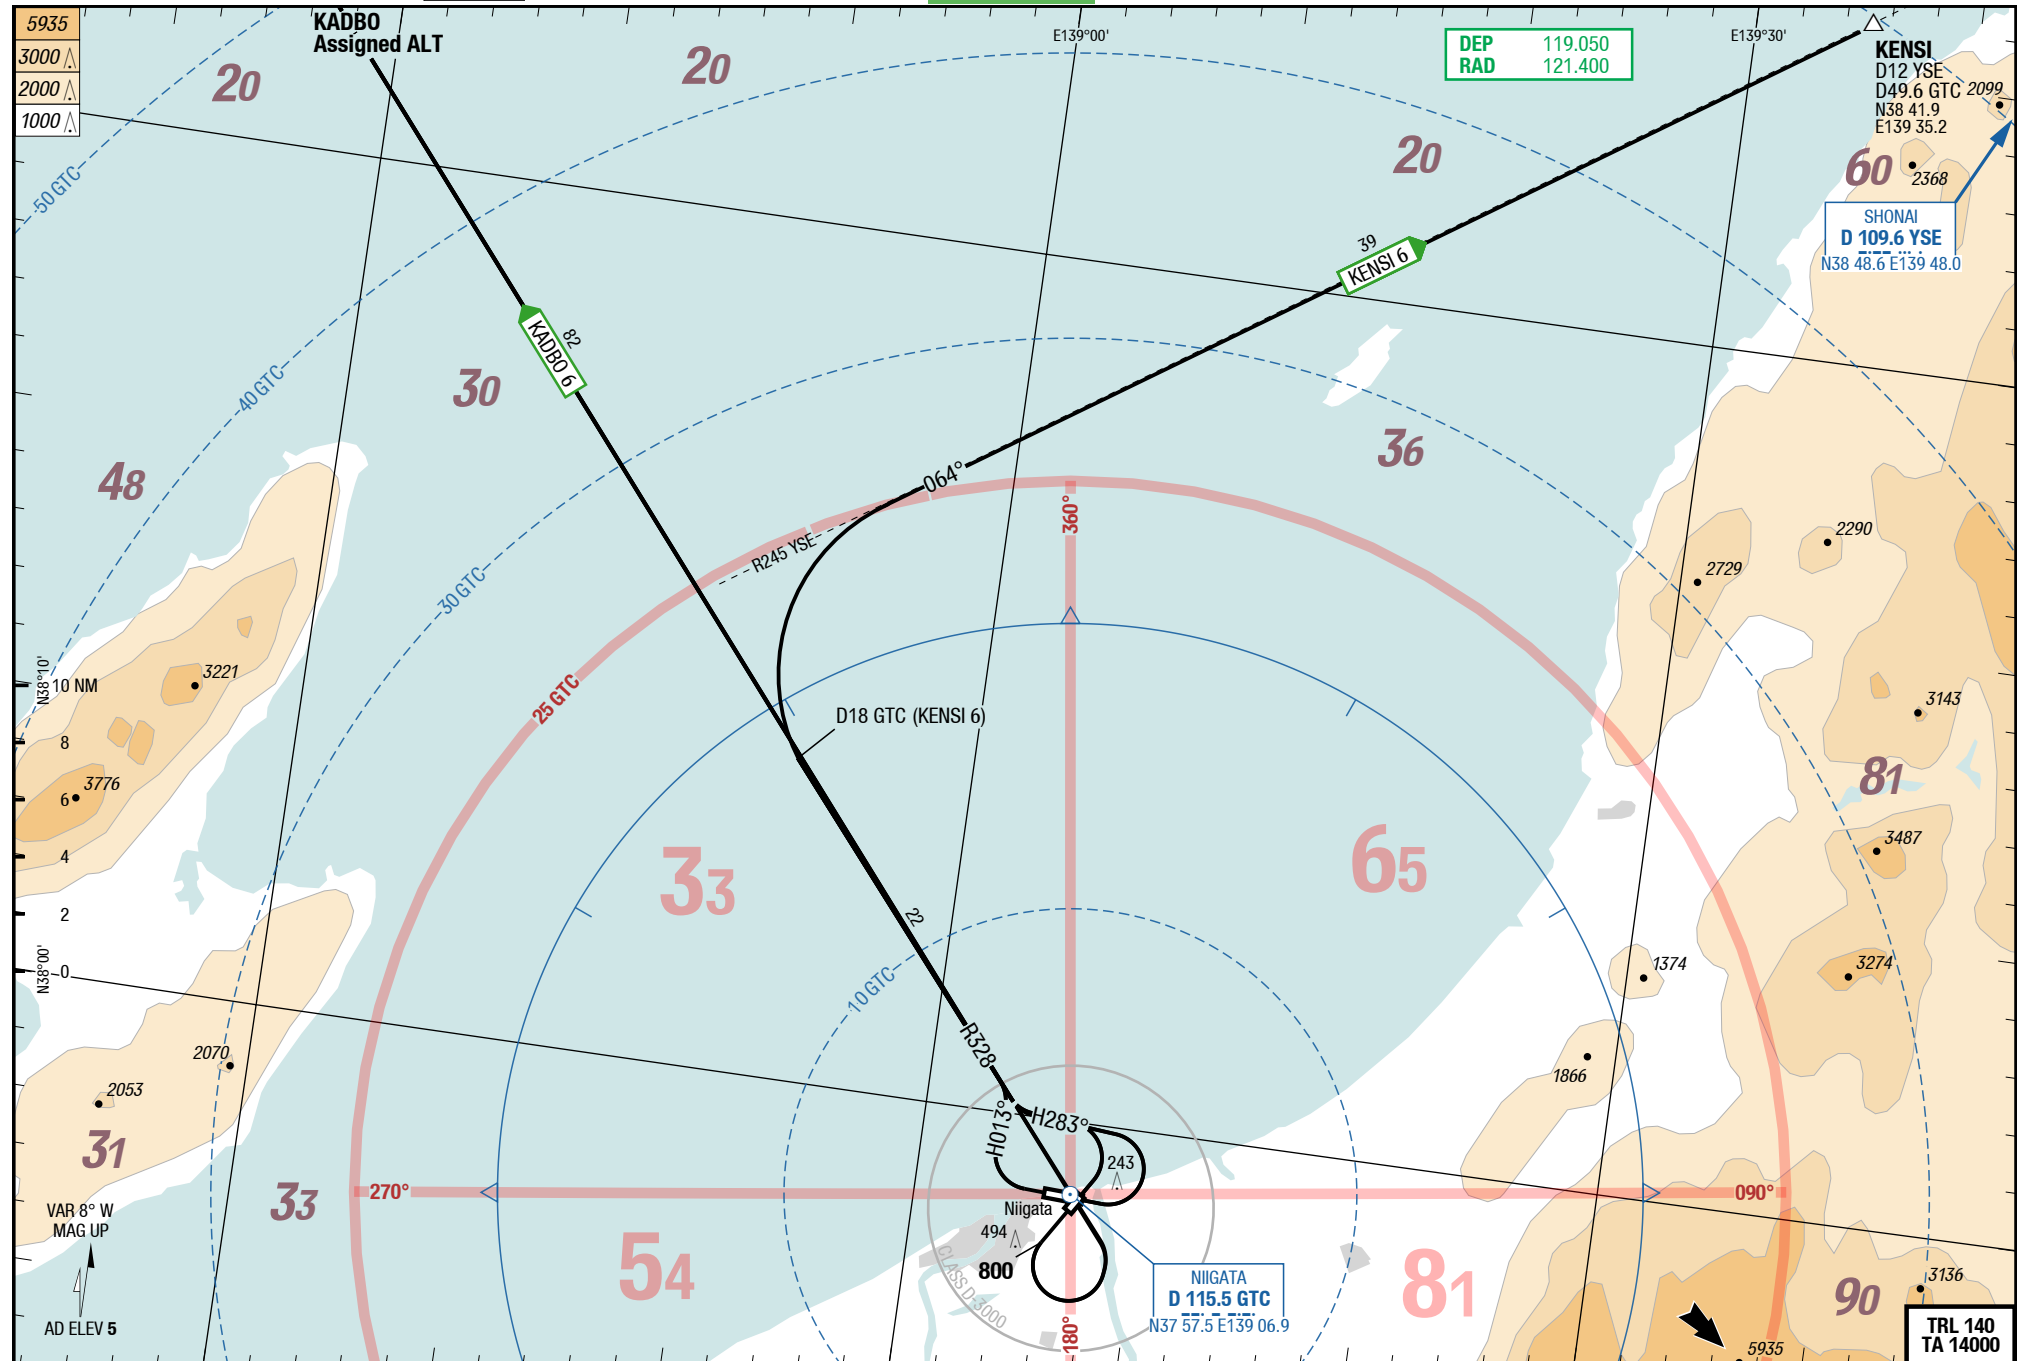 5935
3000
2000
1000
KADBO
Assigned ALT
E139°00'
DEP 119.050
RAD 121.400
E139°30'
KENSI
D12 YSE
D49.6 GTC
N38 41.9
E139 35.2
2099
20
20
20
60
2368
SHONAI
D 109.6 YSE
N38 48.6 E139 48.0
50 GTC
39
KENSI 6
82
KADBO 6
30
40 GTC
36
48
064°
360°
R245 YSE
2290
2729
30 GTC
N38°10'
10 NM
3221
25 GTC
3143
D18 GTC (KENSI 6)
8
81
3776
6
4
33
65
3487
2
22
N38°00'
0
10 GTC
1374
3274
R328
2070
1866
2053
H013°
H283°
31
243
33
270°
090°
Niigata
VAR 8° W
MAG UP
494
800
CLASS D-3000
54
NIIGATA
D 115.5 GTC
N37 57.5 E139 06.9
81
3136
90
AD ELEV 5
180°
5935
TRL 140
TA 14000